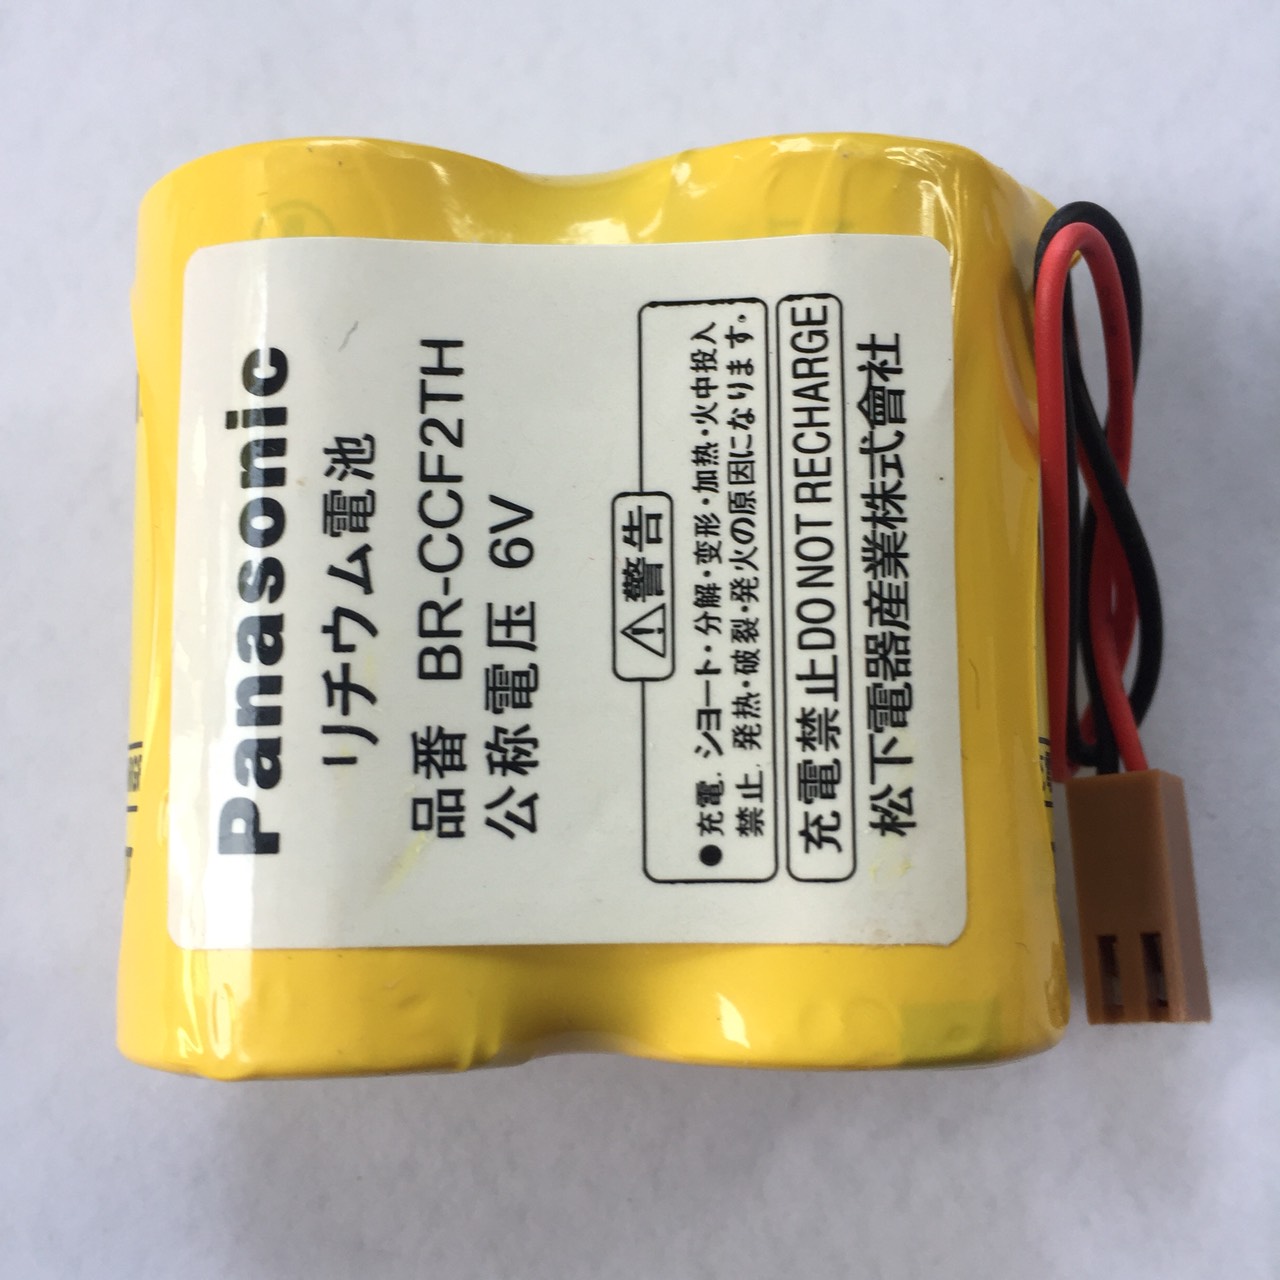 Panasonic
リチウム電池
品番 BR-CCF2TH
公称電圧 6V
⚠警告
●充電.ショート・分解・変形・加熱・火中投入
禁止.発熱・破裂・発火の原因になります。
充電禁止DO NOT RECHARGE
松下電器産業株式會社